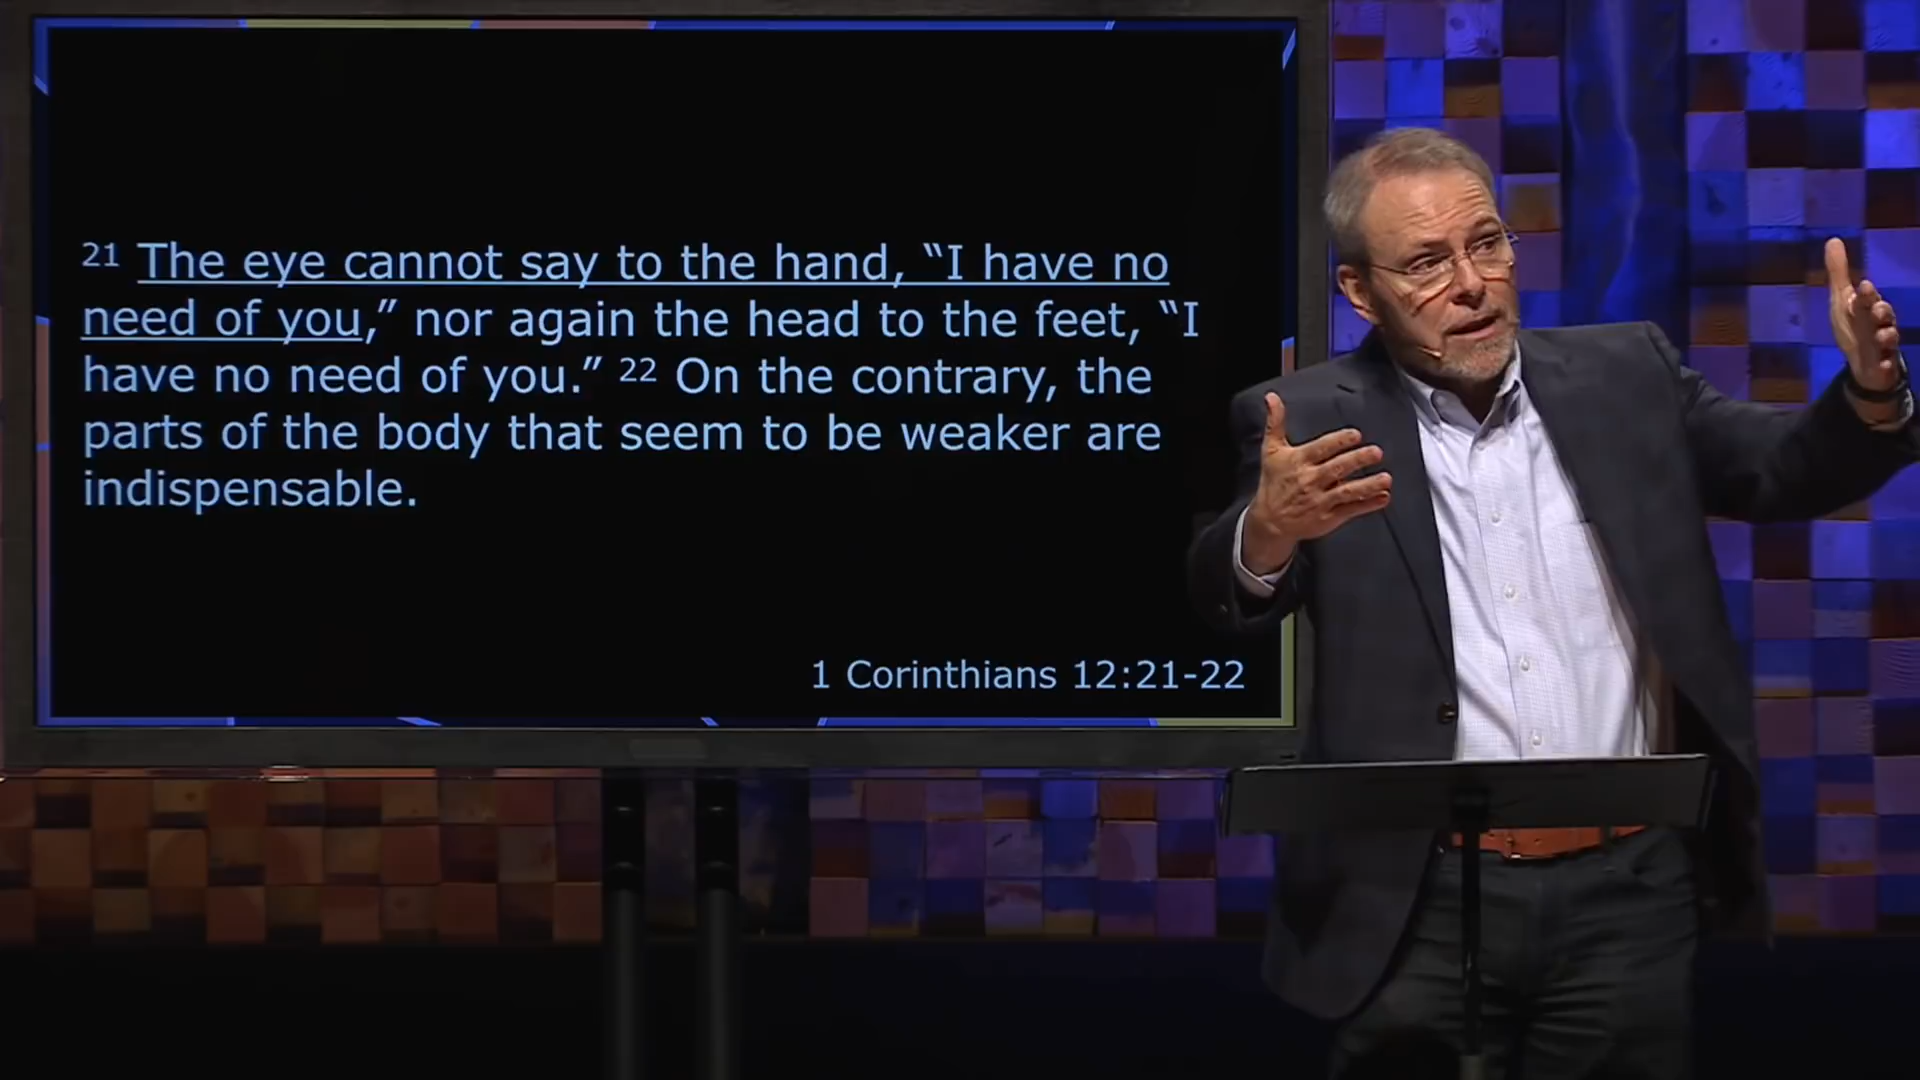 21 The eye cannot say to the hand, “I have no
need of you,” nor again the head to the feet, “I
have no need of you.” 22 On the contrary, the
parts of the body that seem to be weaker are
indispensable.
1 Corinthians 12:21-22